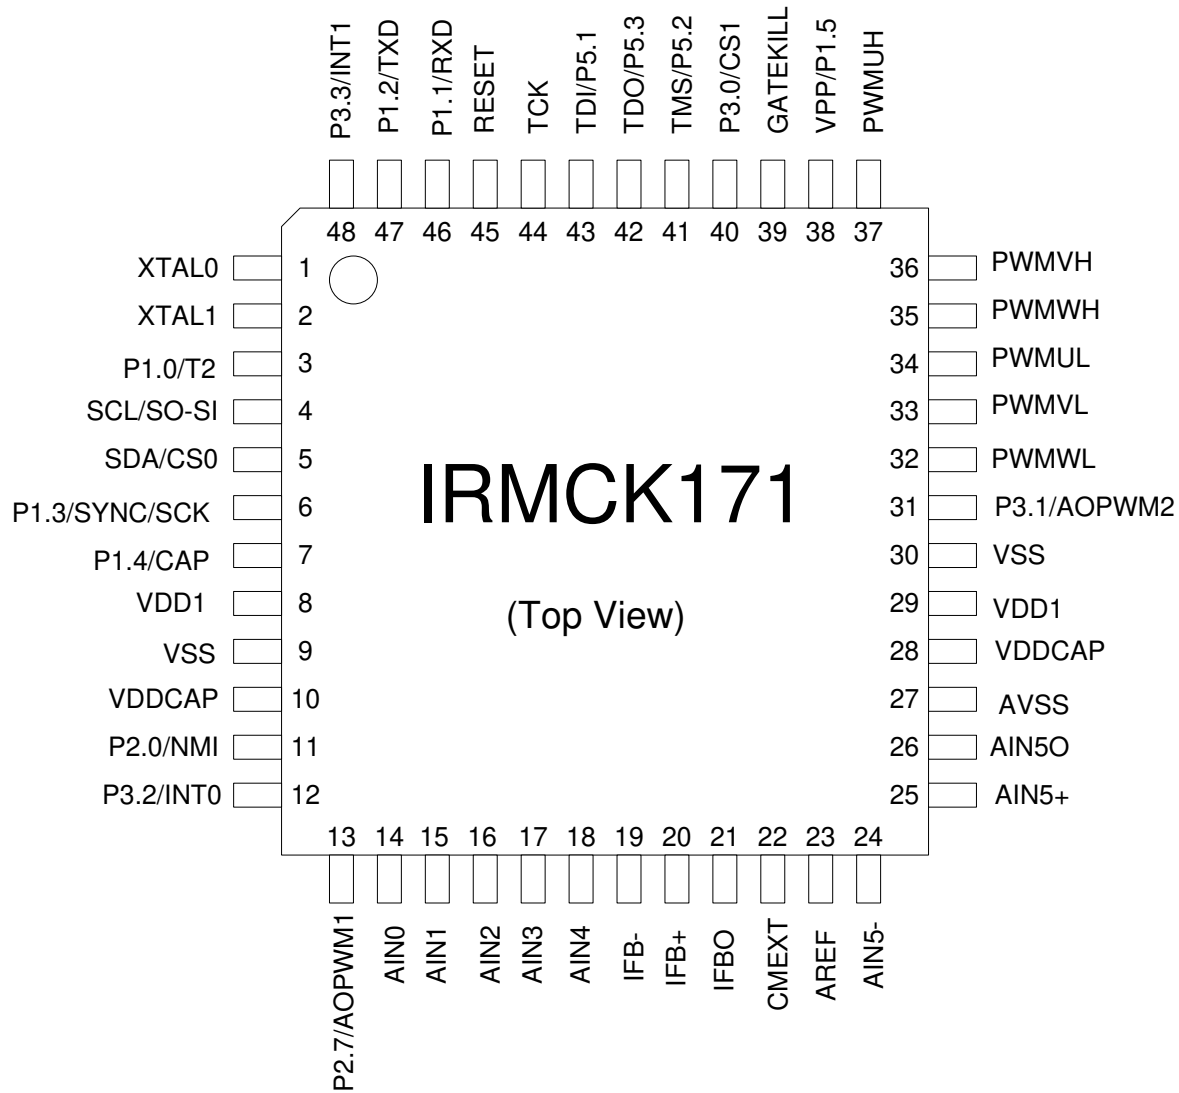 P3.3/INT1
P1.2/TXD
P1.1/RXD
RESET
TCK
TDI/P5.1
TDO/P5.3
TMS/P5.2
P3.0/CS1
GATEKILL
VPP/P1.5
PWMUH
48 47 46 45 44 43 42 41 40 39 38 37
XTAL0 1
XTAL1 2
P1.0/T2 3
SCL/SO-SI 4
SDA/CS0 5
P1.3/SYNC/SCK 6
P1.4/CAP 7
VDD1 8
VSS 9
VDDCAP 10
P2.0/NMI 11
P3.2/INT0 12
IRMCK171
(Top View)
36 PWMVH
35 PWMWH
34 PWMUL
33 PWMVL
32 PWMWL
31 P3.1/AOPWM2
30 VSS
29 VDD1
28 VDDCAP
27 AVSS
26 AIN5O
25 AIN5+
13 14 15 16 17 18 19 20 21 22 23 24
P2.7/AOPWM1
AIN0
AIN1
AIN2
AIN3
AIN4
IFB-
IFB+
IFBO
CMEXT
AREF
AIN5-